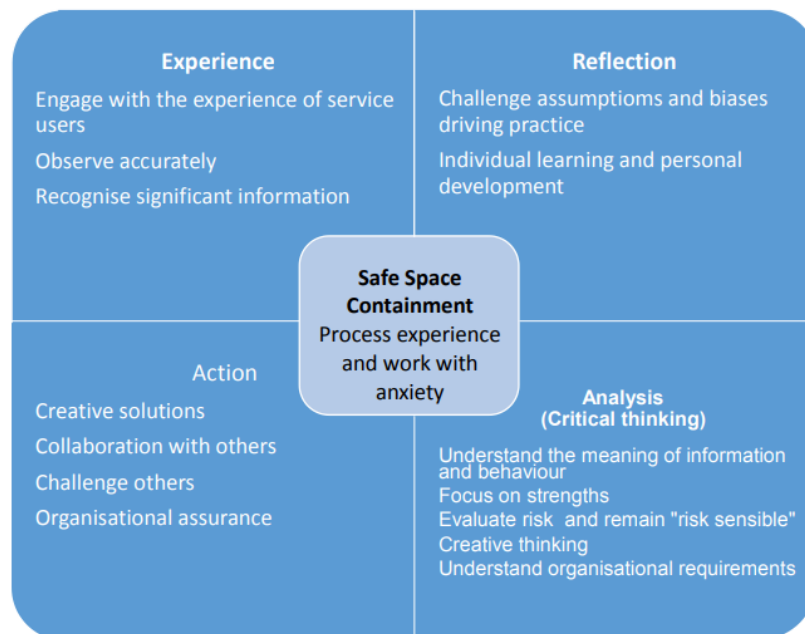 Experience
Engage with the experience of service
users
Observe accurately
Recognise significant information
Reflection
Challenge assumptioms and biases
driving practice
Individual learning and personal
development
Safe Space
Containment
Process experience
and work with
anxiety
Action
Creative solutions
Collaboration with others
Challenge others
Organisational assurance
Analysis
(Critical thinking)
Understand the meaning of information
and behaviour
Focus on strengths
Evaluate risk and remain "risk sensible"
Creative thinking
Understand organisational requirements